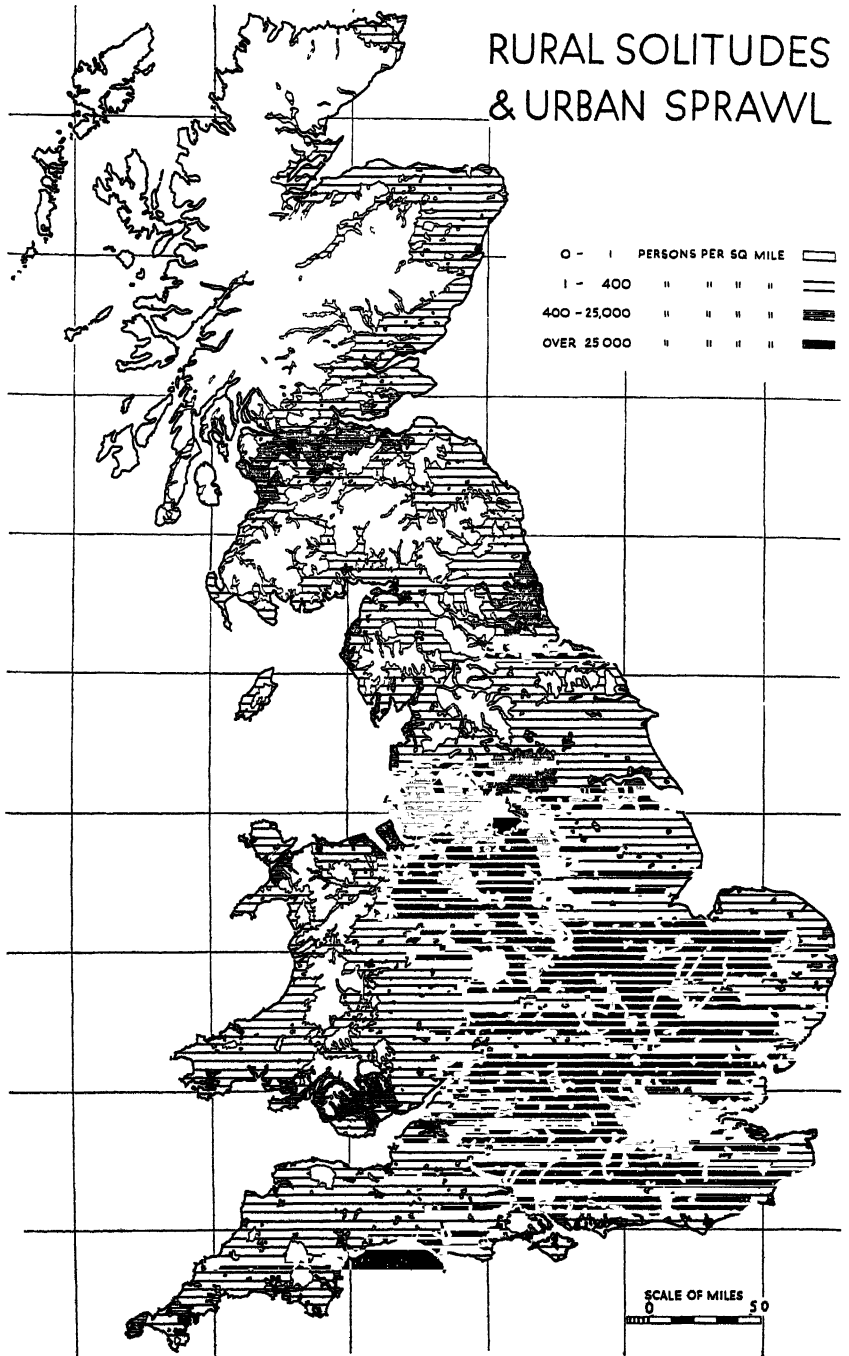 RURAL SOLITUDES
& URBAN SPRAWL
0 - 1 PERSONS PER SQ MILE
1 - 400 " " " "
400 - 25,000 " " " "
OVER 25 000 " " " "
SCALE OF MILES
0 50